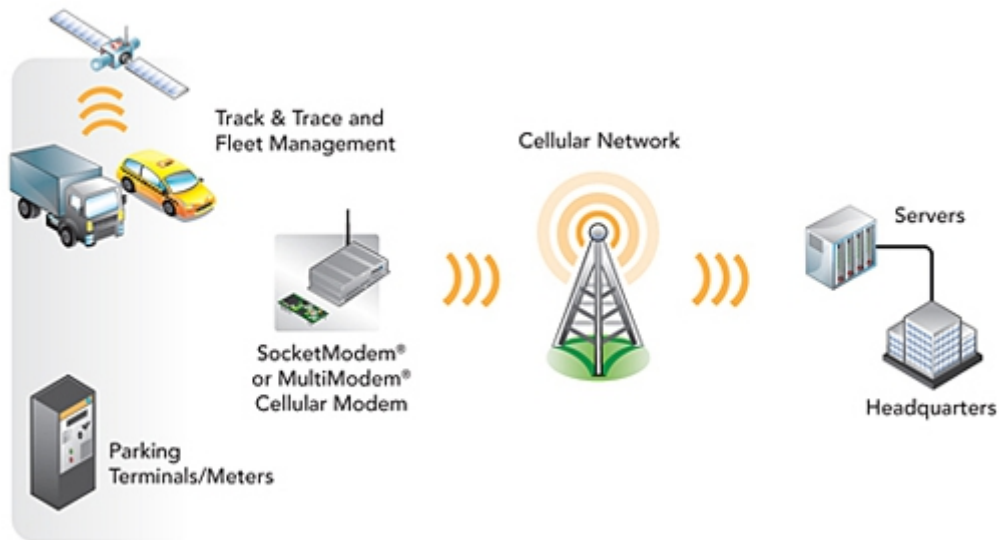 Track & Trace and
Fleet Management
Cellular Network
Servers
SocketModem®
or MultiModem®
Cellular Modem
Headquarters
Parking
Terminals/Meters